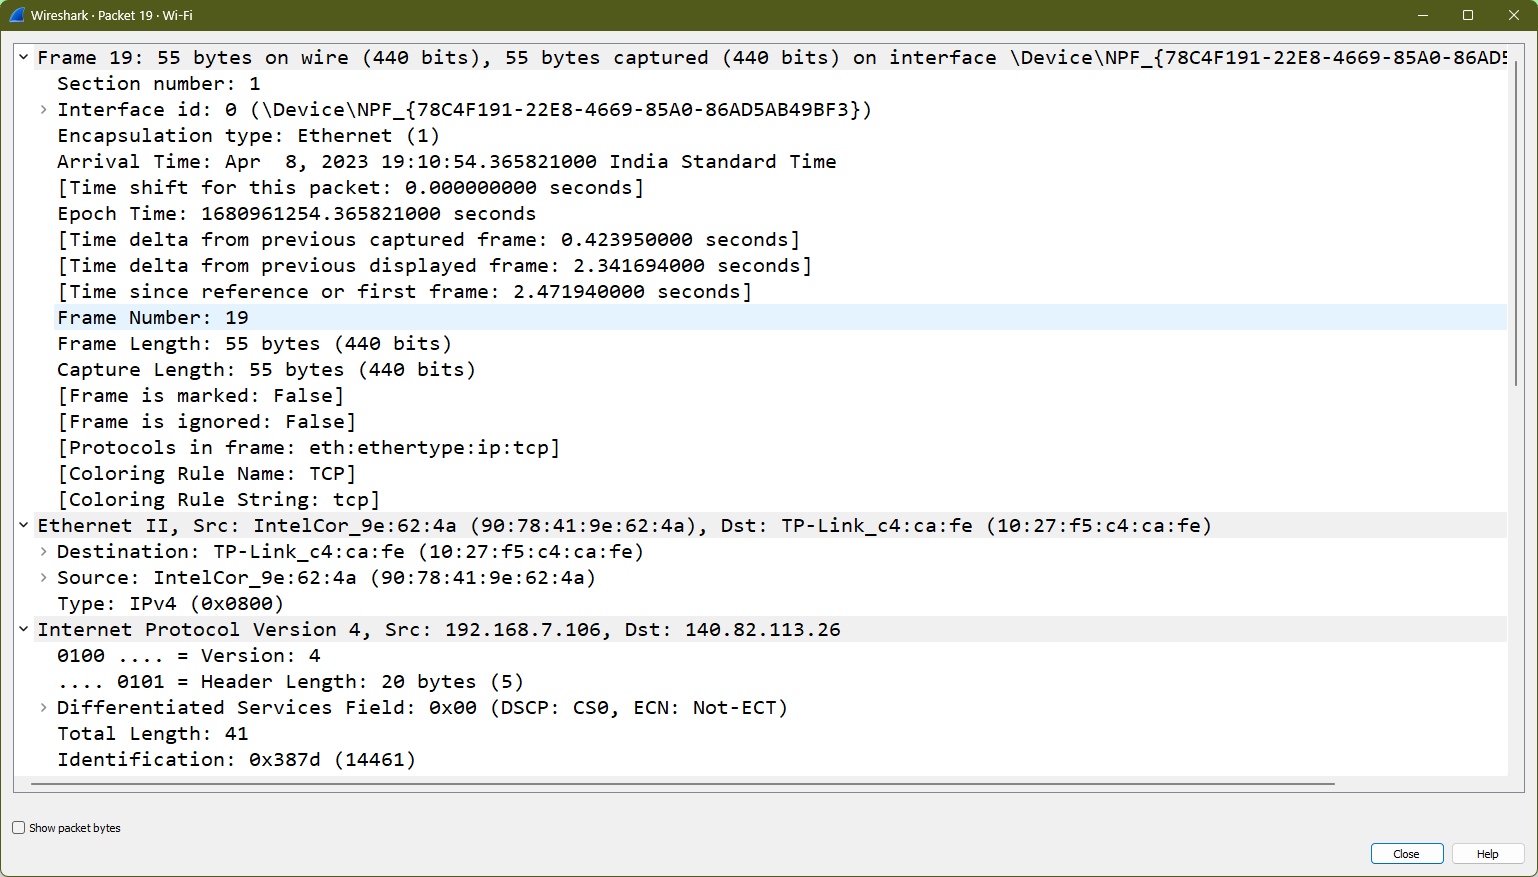 Wireshark · Packet 19 · Wi-Fi
Frame 19: 55 bytes on wire (440 bits), 55 bytes captured (440 bits) on interface \Device\NPF_{78C4F191-22E8-4669-85A0-86AD5
Section number: 1
Interface id: 0 (\Device\NPF_{78C4F191-22E8-4669-85A0-86AD5AB49BF3})
Encapsulation type: Ethernet (1)
Arrival Time: Apr  8, 2023 19:10:54.365821000 India Standard Time
[Time shift for this packet: 0.000000000 seconds]
Epoch Time: 1680961254.365821000 seconds
[Time delta from previous captured frame: 0.423950000 seconds]
[Time delta from previous displayed frame: 2.341694000 seconds]
[Time since reference or first frame: 2.471940000 seconds]
Frame Number: 19
Frame Length: 55 bytes (440 bits)
Capture Length: 55 bytes (440 bits)
[Frame is marked: False]
[Frame is ignored: False]
[Protocols in frame: eth:ethertype:ip:tcp]
[Coloring Rule Name: TCP]
[Coloring Rule String: tcp]
Ethernet II, Src: IntelCor_9e:62:4a (90:78:41:9e:62:4a), Dst: TP-Link_c4:ca:fe (10:27:f5:c4:ca:fe)
Destination: TP-Link_c4:ca:fe (10:27:f5:c4:ca:fe)
Source: IntelCor_9e:62:4a (90:78:41:9e:62:4a)
Type: IPv4 (0x0800)
Internet Protocol Version 4, Src: 192.168.7.106, Dst: 140.82.113.26
0100 .... = Version: 4
.... 0101 = Header Length: 20 bytes (5)
Differentiated Services Field: 0x00 (DSCP: CS0, ECN: Not-ECT)
Total Length: 41
Identification: 0x387d (14461)
Show packet bytes
Close Help